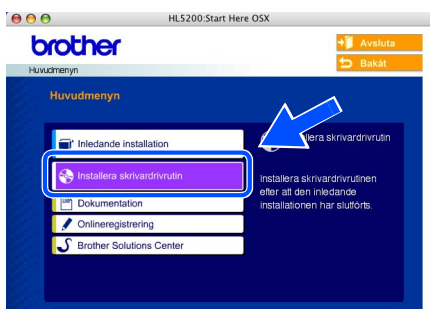 HL5200:Start Here OSX
brother
Avsluta
Bakåt
Huvudmenyn
Huvudmenyn
Inledande installation
Installera skrivardrivrutin
Dokumentation
Onlineregistrering
Brother Solutions Center
skrivardrivrutin
Installera skrivardrivrutinen
efter att den inledande
installationen har slutförts.